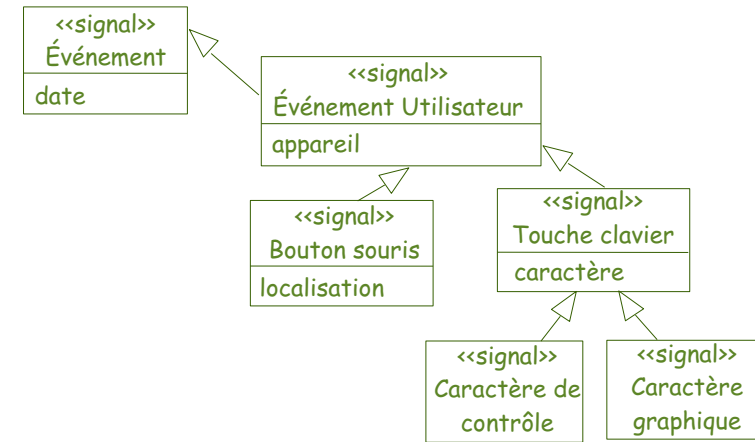 <<signal>>
Événement
date
<<signal>>
Événement Utilisateur
appareil
<<signal>>
Bouton souris
localisation
<<signal>>
Touche clavier
caractère
<<signal>>
Caractère de
contrôle
<<signal>>
Caractère
graphique